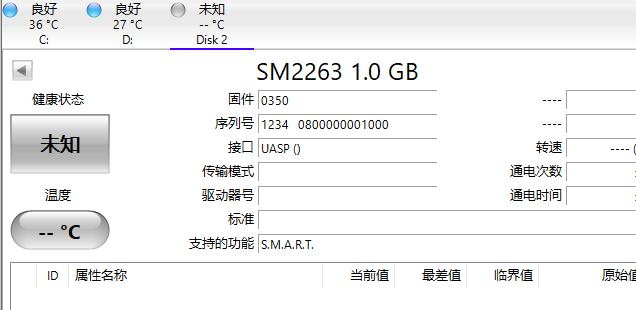 良好 良好 未知
36 °C 27 °C -- °C
C: D: Disk 2
SM2263 1.0 GB
健康状态 固件 0350 ----
序列号 1234 0800000001000 ----
未知 接口 UASP () 转速 ---- (
传输模式 通电次数
温度 驱动器号 通电时间
标准
-- °C
支持的功能 S.M.A.R.T.
ID 属性名称 当前值 最差值 临界值 原始值